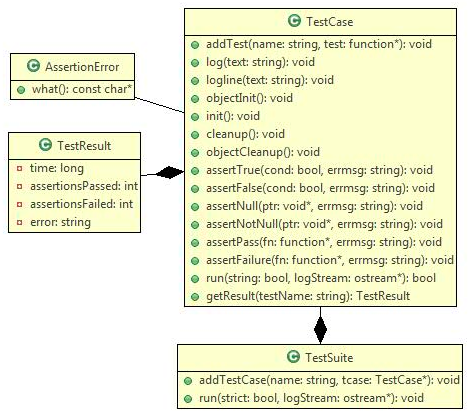 TestCase
addTest(name: string, test: function*): void
log(text: string): void
logline(text: string): void
objectInit(): void
init(): void
cleanup(): void
objectCleanup(): void
assertTrue(cond: bool, errmsg: string): void
assertFalse(cond: bool, errmsg: string): void
assertNull(ptr: void*, errmsg: string): void
assertNotNull(ptr: void*, errmsg: string): void
assertPass(fn: function*, errmsg: string): void
assertFailure(fn: function*, errmsg: string): void
run(string: bool, logStream: ostream*): bool
getResult(testName: string): TestResult
AssertionError
what(): const char*
TestResult
time: long
assertionsPassed: int
assertionsFailed: int
error: string
TestSuite
addTestCase(name: string, tcase: TestCase*): void
run(strict: bool, logStream: ostream*): void